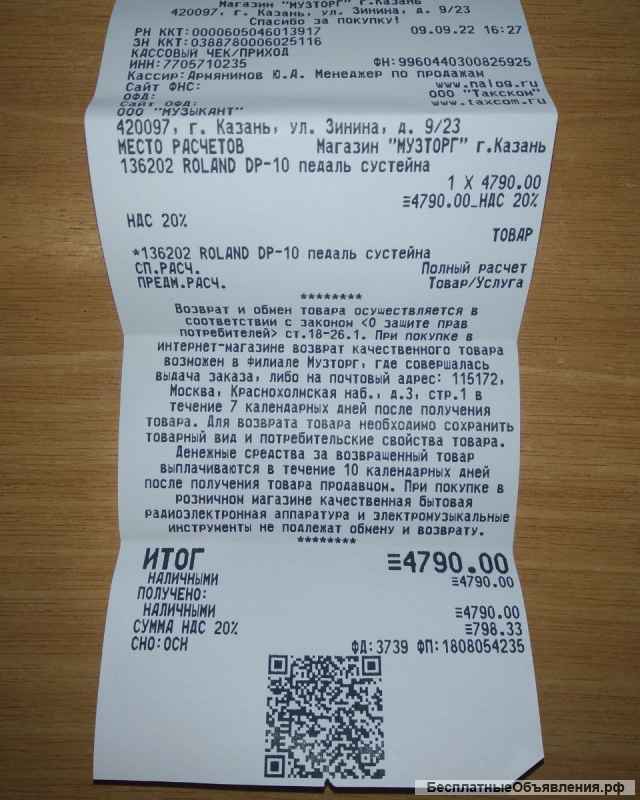 Магазин "МУЗТОРГ" г.Казань
420097, г. Казань, ул. Зинина, д. 9/23
Спасибо за покупку!
РН ККТ:0000605046013917 09.09.22 16:27
ЗН ККТ:0388780006025116
КАССОВЫЙ ЧЕК/ПРИХОД
ИНН:7705710235 ФН:9960440300825925
Кассир:Армянинов Ю.А. Менеджер по продажам
Сайт ФНС: www.nalog.ru
ОФД: ООО "Такском"
Сайт ОФД: www.taxcom.ru/ofd
ООО "МУЗЫКАНТ"
420097, г. Казань, ул. Зинина, д. 9/23
МЕСТО РАСЧЕТОВ Магазин "МУЗТОРГ" г.Казань
136202 ROLAND DP-10 педаль сустейна
1 X 4790.00
≡4790.00_НДС 20%
НДС 20%
ТОВАР
*136202 ROLAND DP-10 педаль сустейна
СП.РАСЧ. Полный расчет
ПРЕДМ.РАСЧ. Товар/Услуга
********
Возврат и обмен товара осуществляется в
соответствии с законом <О защите прав
потребителей> ст.18-26.1. При покупке в
интернет-магазине возврат качественного товара
возможен в филиале Музторг, где совершалась
выдача заказа, либо на почтовый адрес: 115172,
Москва, Краснохолмская наб., д.3, стр.1 в
течение 7 календарных дней после получения
товара. Для возврата товара необходимо сохранить
товарный вид и потребительские свойства товара.
Денежные средства за возвращенный товар
выплачиваются в течение 10 календарных дней
после получения товара продавцом. При покупке в
розничном магазине качественная бытовая
радиоэлектронная аппаратура и электромузыкальные
инструменты не подлежат обмену и возврату.
********
ИТОГ ≡4790.00
НАЛИЧНЫМИ ≡4790.00
ПОЛУЧЕНО:
НАЛИЧНЫМИ ≡4790.00
СУММА НДС 20% ≡798.33
СНО:ОСН ФД:3739 ФП:1808054235
БесплатныеОбъявления.рф